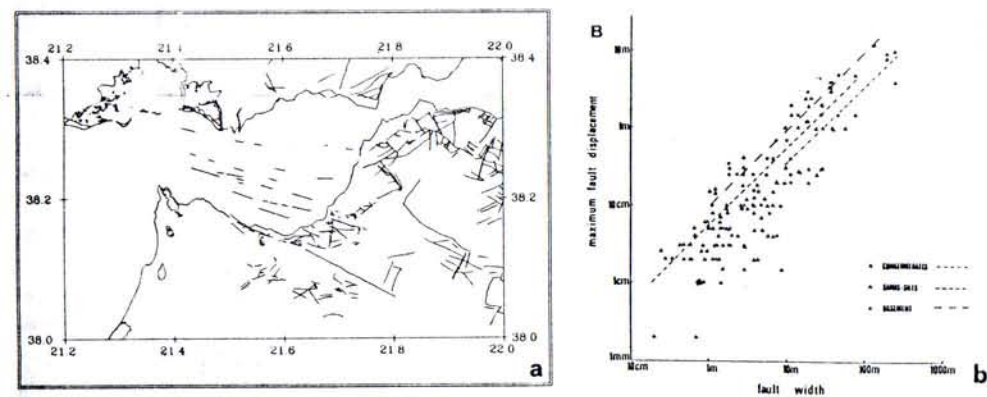 21.2 21.4 21.6 21.8 22.0
38.4 38.4
38.2 38.2
38.0 38.0
21.2 21.4 21.6 21.8 22.0
a
B
maximum fault displacement
1m
10cm
1cm
1mm
CONGLOMERATES
BASEMENT
10cm 1m 10m 100m 1000m
fault width
b